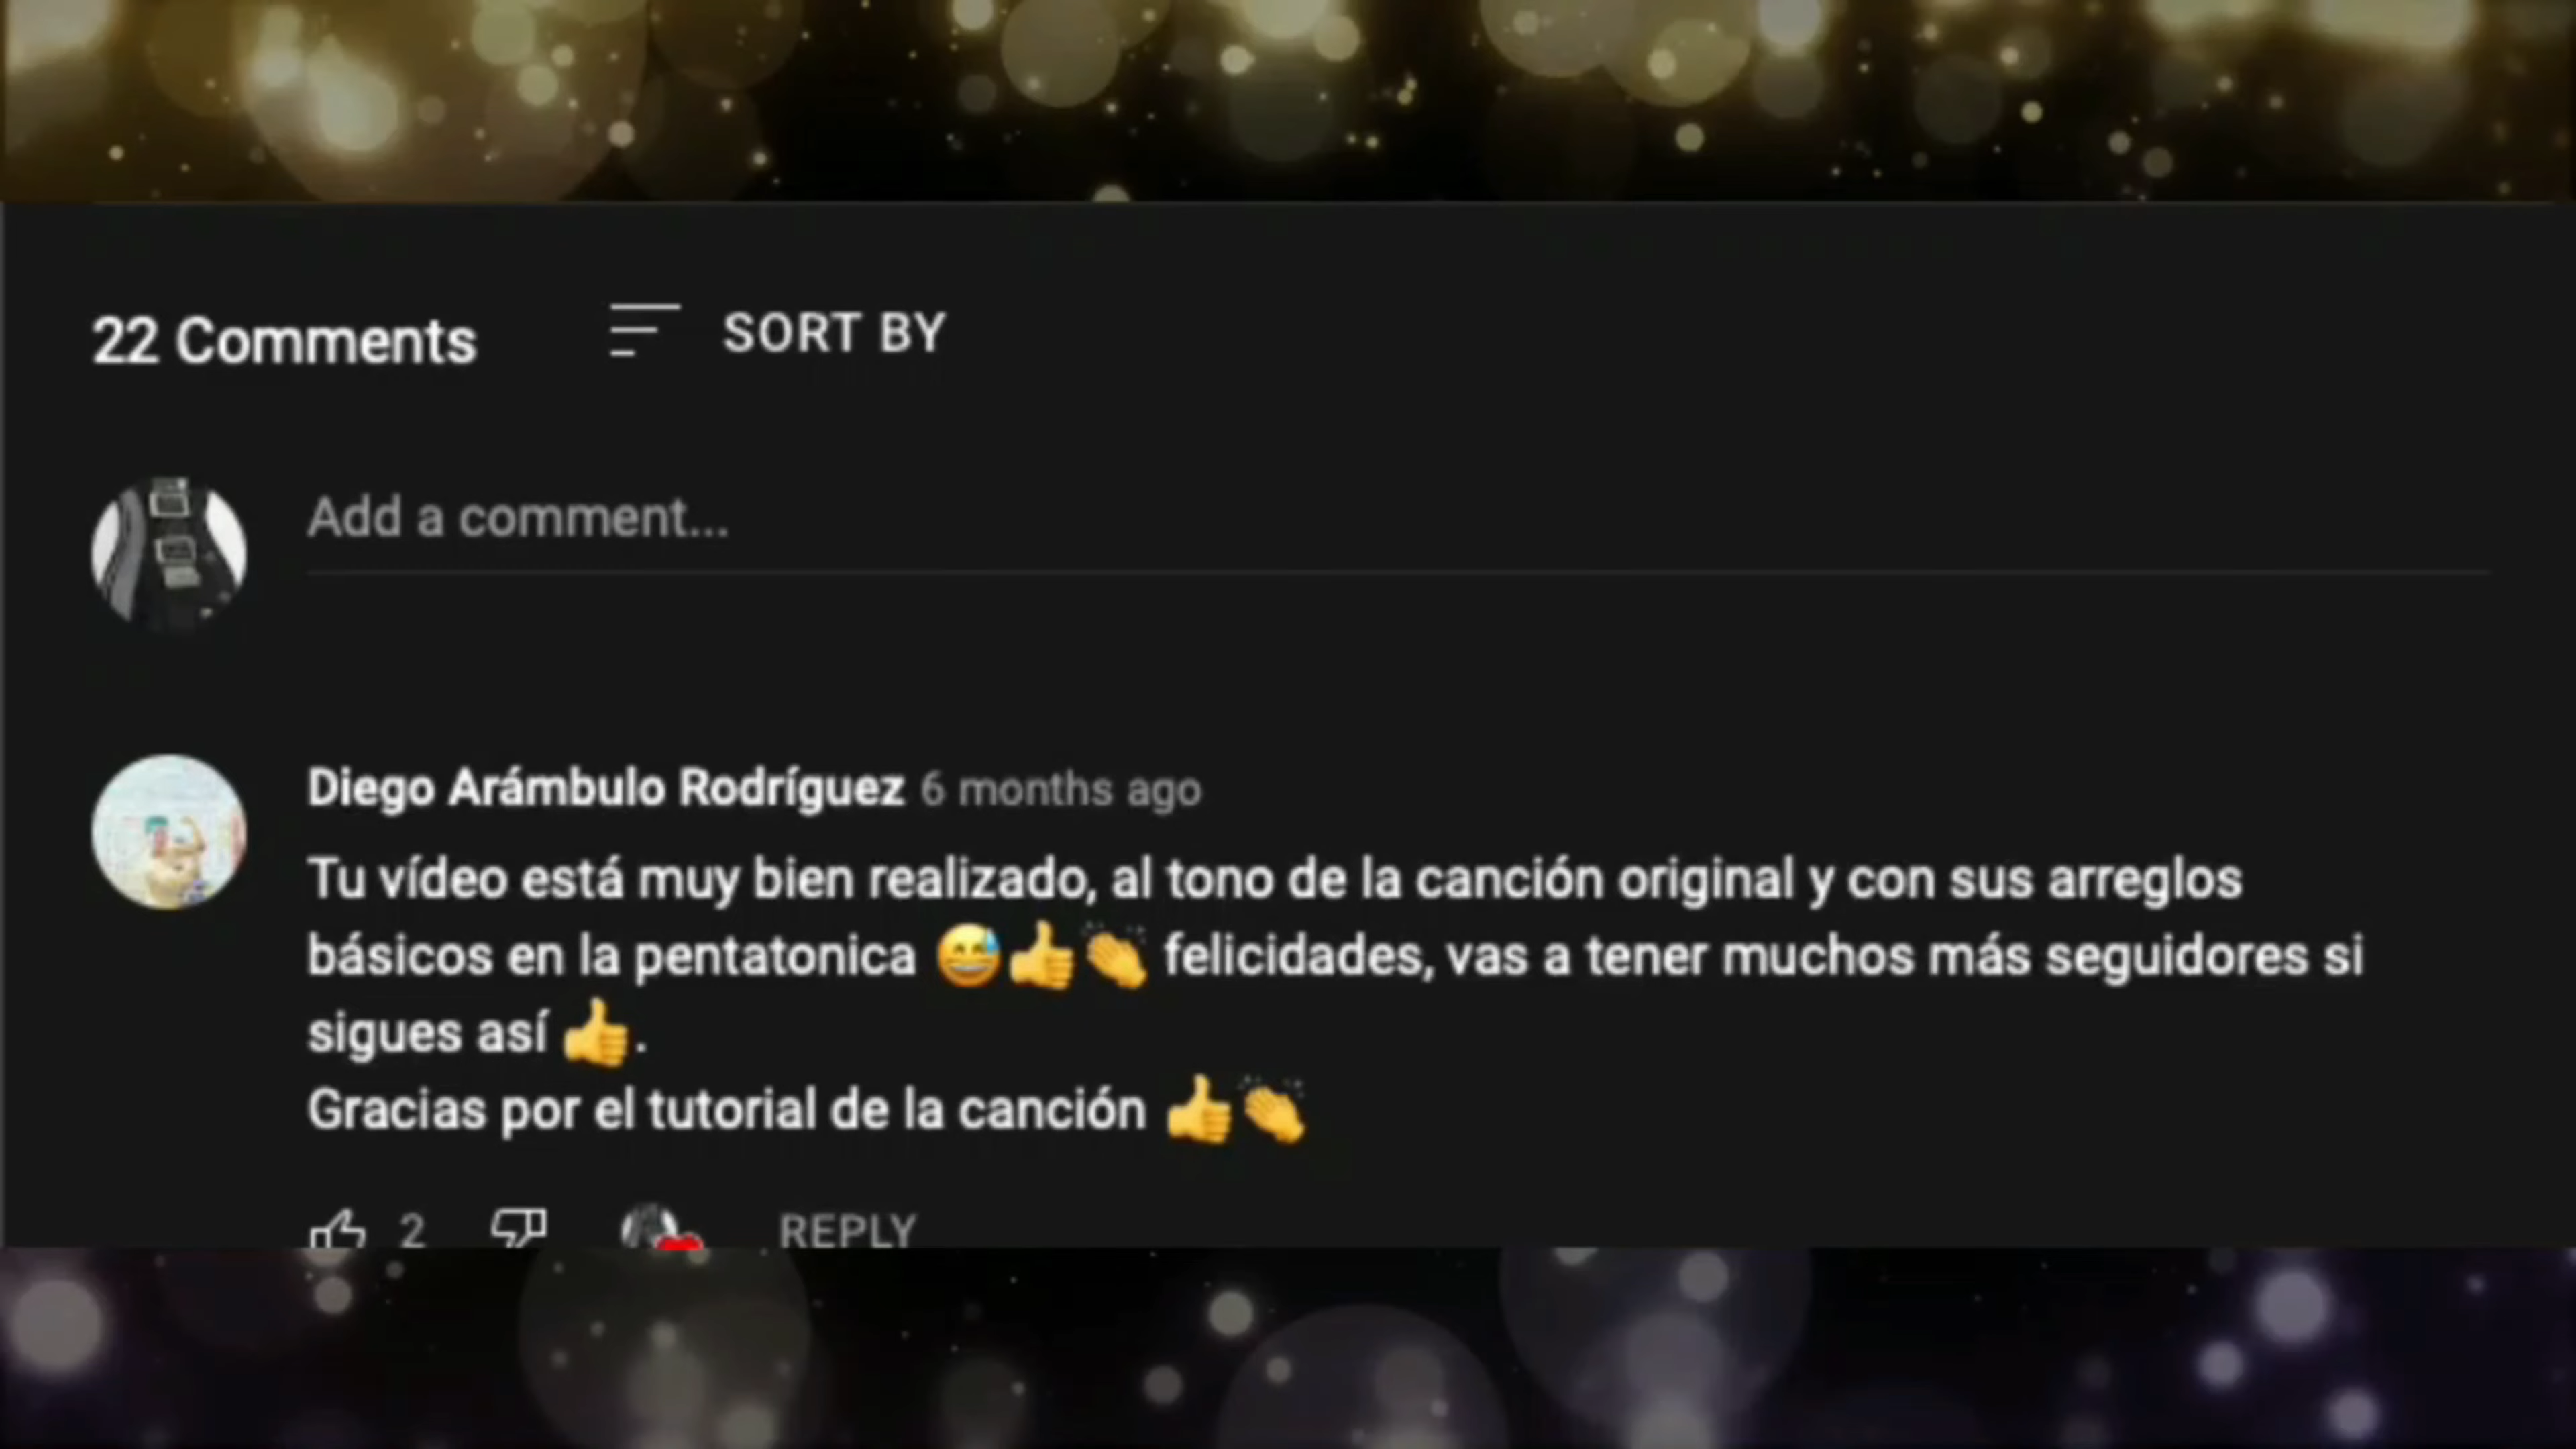 22 Comments
SORT BY
Add a comment...
Diego Arámbulo Rodríguez 6 months ago
Tu vídeo está muy bien realizado, al tono de la canción original y con sus arreglos
básicos en la pentatonica 😅👍👏 felicidades, vas a tener muchos más seguidores si
sigues así 👍.
Gracias por el tutorial de la canción 👍👏
2
REPLY